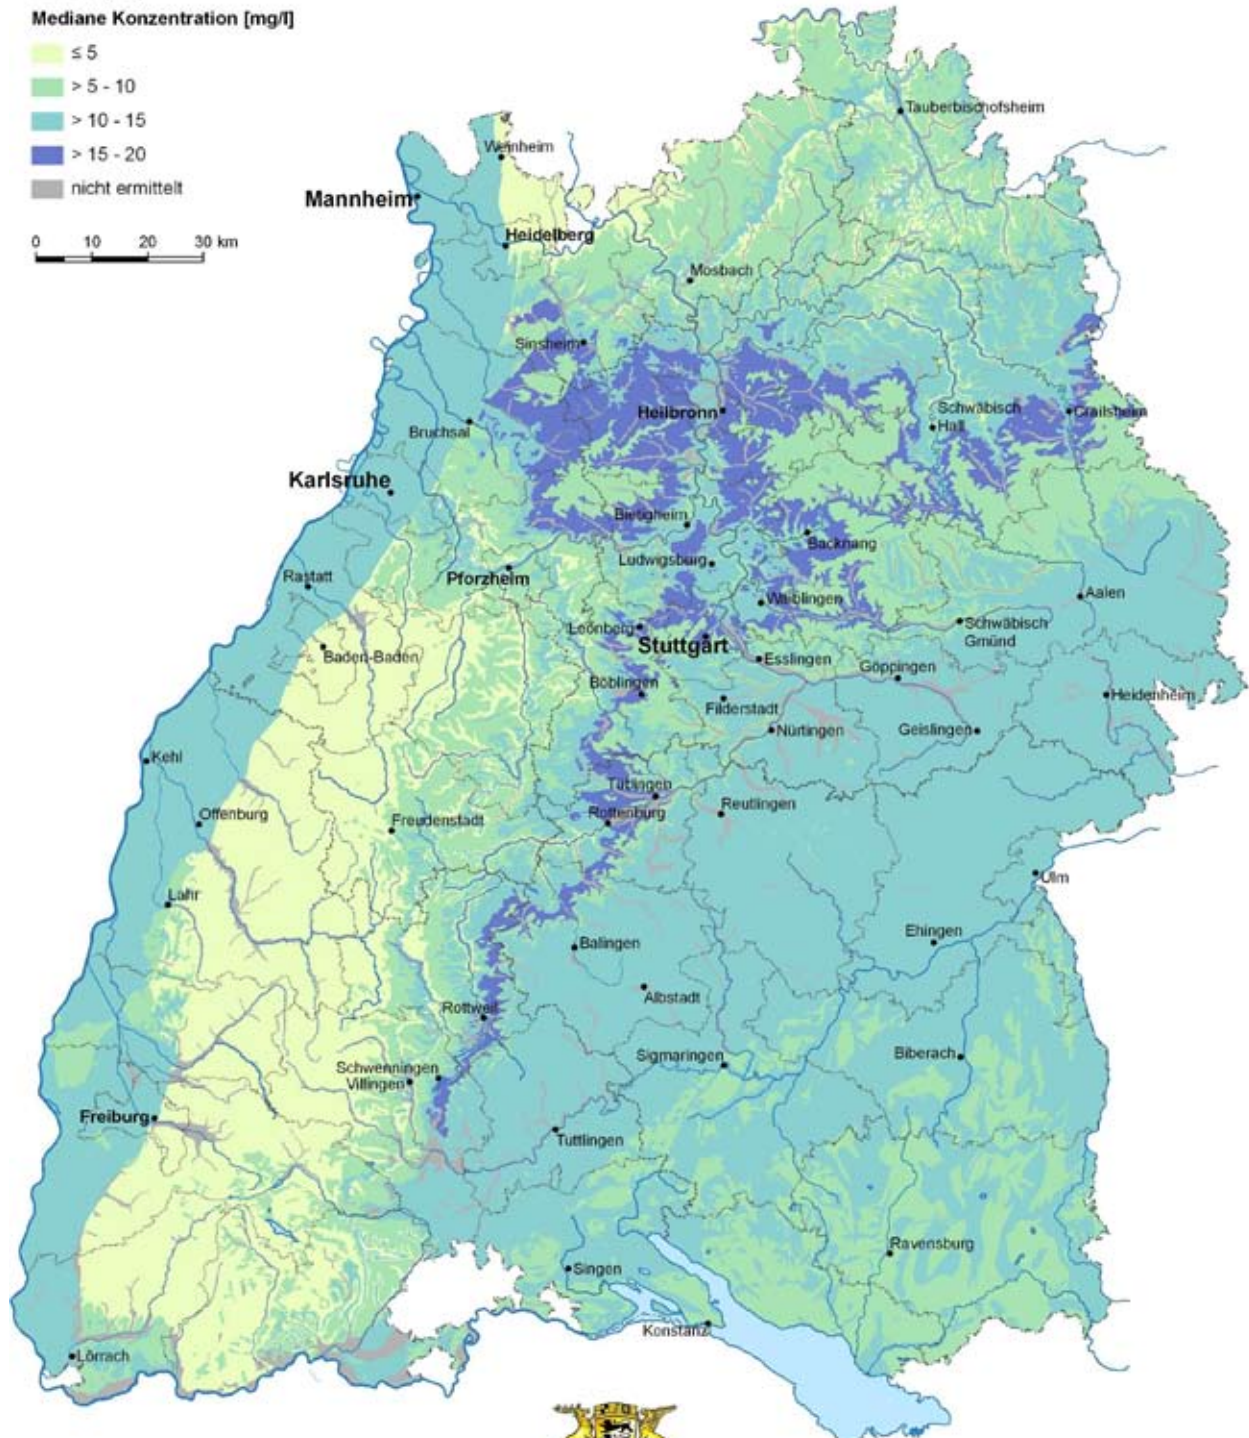 Mediane Konzentration [mg/l]
≤ 5
> 5 - 10
> 10 - 15
> 15 - 20
nicht ermittelt
0 10 20 30 km
Tauberbischofsheim
Weinheim
Mannheim
Heidelberg
Mosbach
Sinsheim
Heilbronn
Schwäbisch
Hall
Crailsheim
Bruchsal
Karlsruhe
Bietigheim
Backnang
Ludwigsburg
Pforzheim
Rastatt
Waiblingen
Aalen
Leonberg
Schwäbisch
Gmünd
Stuttgart
Baden-Baden
Esslingen
Göppingen
Böblingen
Heidenheim
Filderstadt
Nürtingen
Geislingen
Kehl
Tübingen
Reutlingen
Offenburg
Freudenstadt
Rottenburg
Ulm
Lahr
Ehingen
Balingen
Albstadt
Rottweil
Sigmaringen
Biberach
Schwenningen
Villingen
Freiburg
Tuttlingen
Ravensburg
Singen
Konstanz
Lörrach